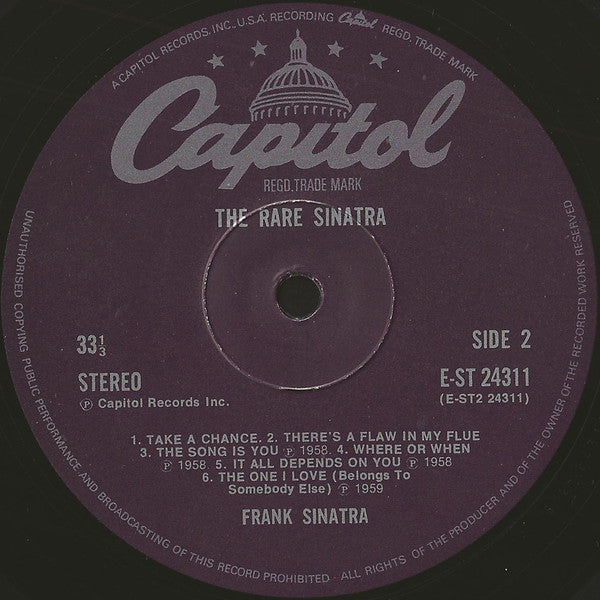 A CAPITOL RECORDS, INC., U.S.A. RECORDING Capitol REGD. TRADE MARK
Capitol
REGD. TRADE MARK
THE RARE SINATRA
33⅓
SIDE 2
STEREO
E-ST 24311
℗ Capitol Records Inc.
(E-ST2 24311)
1. TAKE A CHANCE. 2. THERE'S A FLAW IN MY FLUE
3. THE SONG IS YOU ℗ 1958. 4. WHERE OR WHEN
℗ 1958. 5. IT ALL DEPENDS ON YOU ℗ 1958
6. THE ONE I LOVE (Belongs To
Somebody Else) ℗ 1959
FRANK SINATRA
UNAUTHORISED COPYING PUBLIC PERFORMANCE AND BROADCASTING OF THIS RECORD PROHIBITED · ALL RIGHTS OF THE PRODUCER AND OF THE OWNER OF THE RECORDED WORK RESERVED